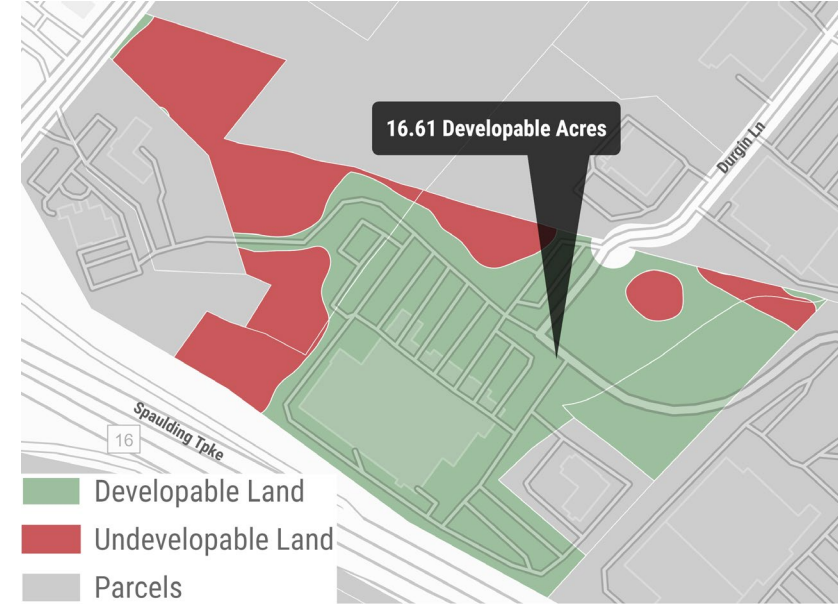 16.61 Developable Acres
Durgin Ln
Spaulding Tpke
16
Developable Land
Undevelopable Land
Parcels